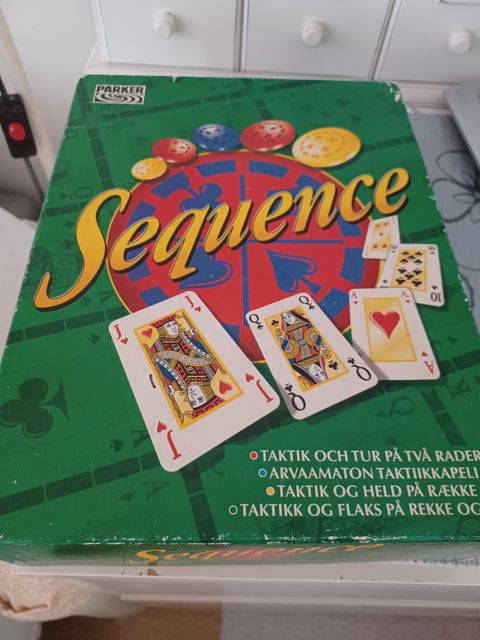 PARKER
Sequence
10
J
J
Q
Q
A
A
J
J
• TAKTIK OCH TUR PÅ TVÅ RADER
• ARVAAMATON TAKTIIKKAPELI
• TAKTIK OG HELD PÅ RÆKKE
• TAKTIKK OG FLAKS PÅ REKKE OG
Sequence